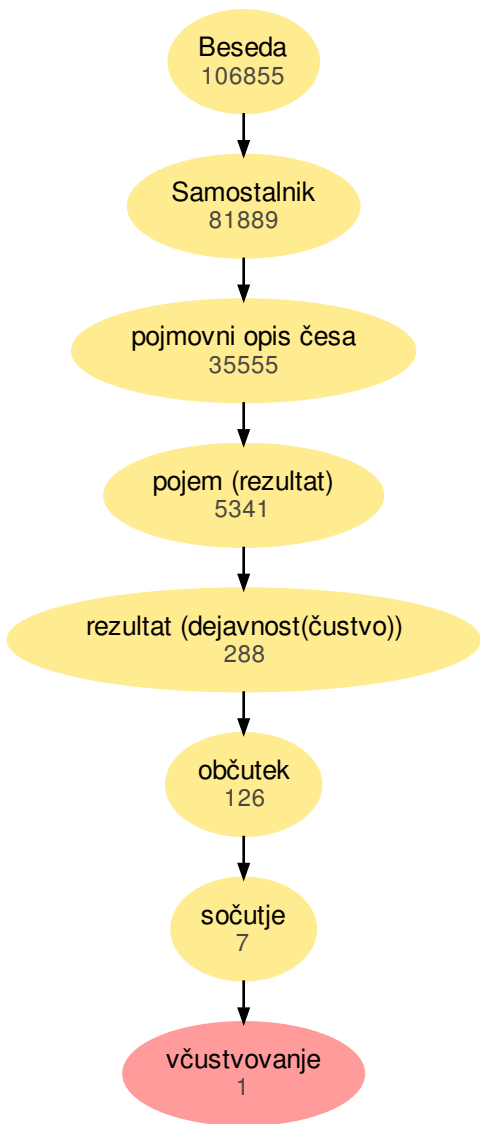 Beseda
106855
Samostalnik
81889
pojmovni opis česa
35555
pojem (rezultat)
5341
rezultat (dejavnost(čustvo))
288
občutek
126
sočutje
7
včustvovanje
1